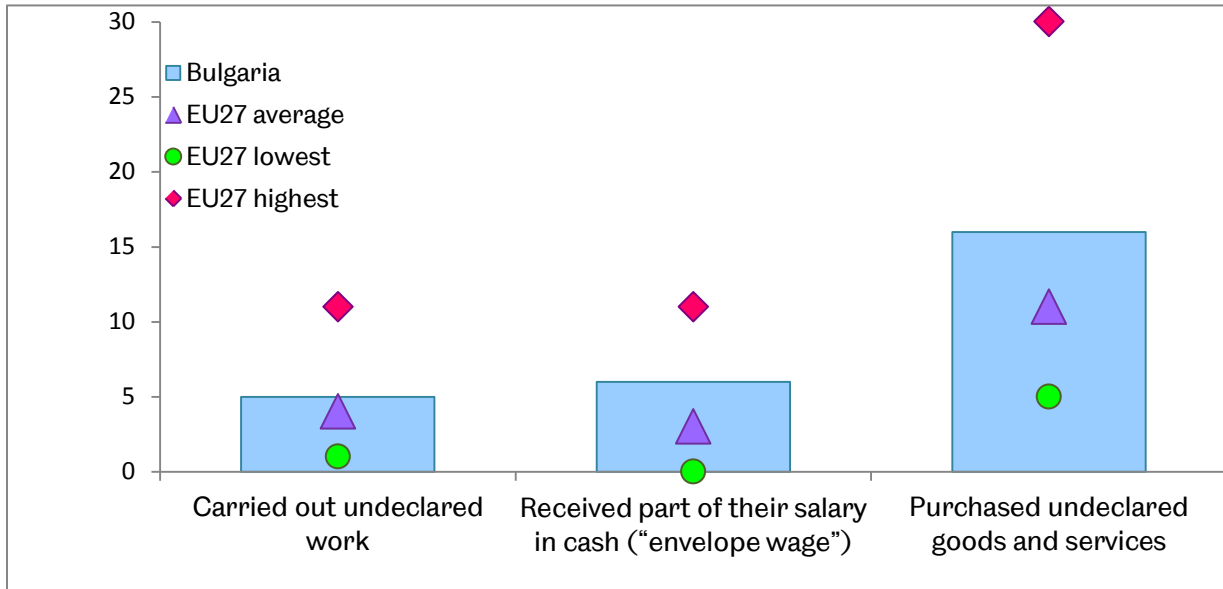 30
25
20
15
10
5
0
Bulgaria
EU27 average
EU27 lowest
EU27 highest
Carried out undeclared
work
Received part of their salary
in cash (“envelope wage”)
Purchased undeclared
goods and services